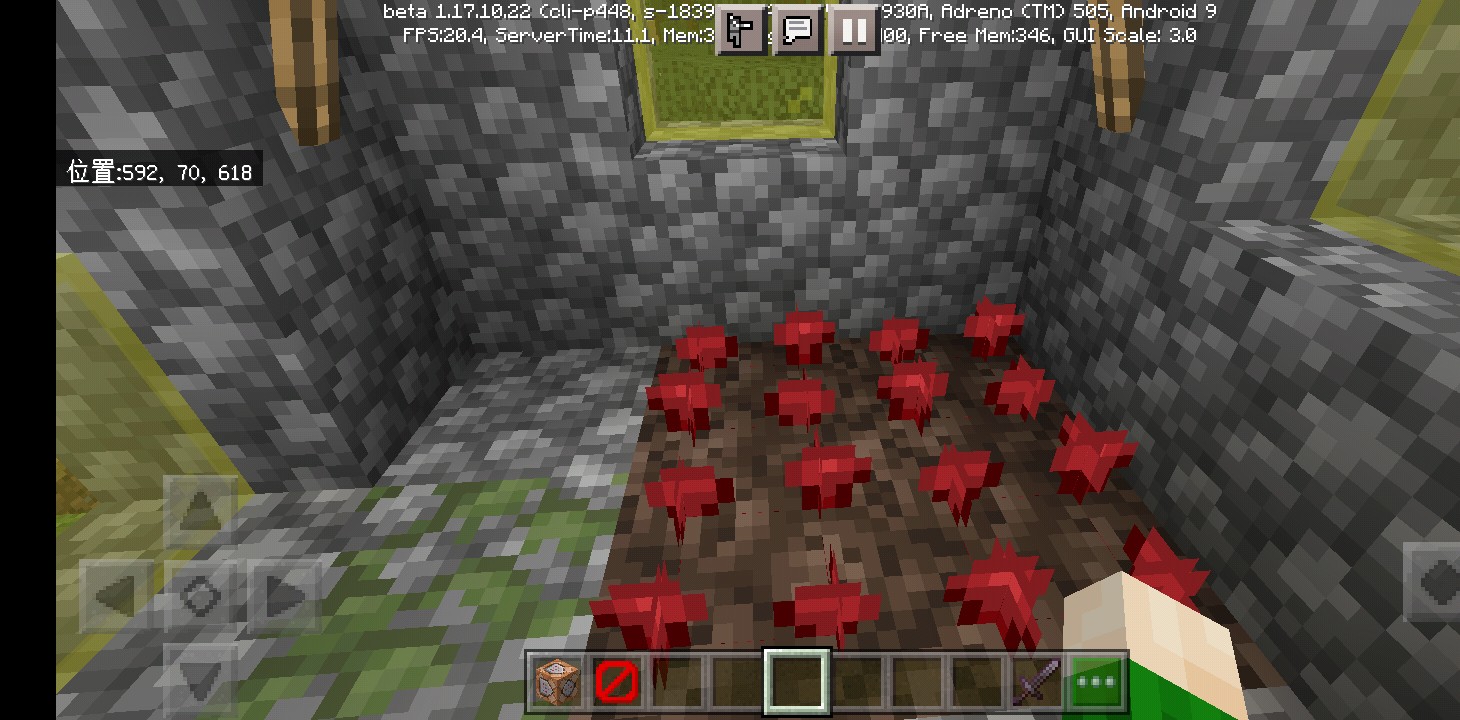 beta 1.17.10.22 (cli-p448, s-1839 930A, Adreno (TM) 505, Android 9
FPS:20.4, ServerTime:11.1, Mem:3 00, Free Mem:346, GUI Scale: 3.0
位置:592, 70, 618